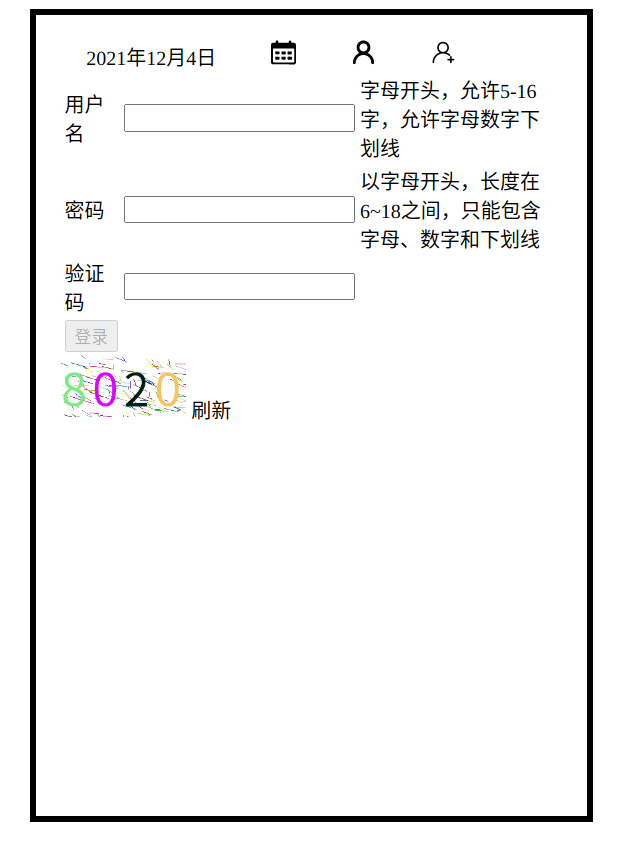 2021年12月4日
用户
名
字母开头，允许5-16
字，允许字母数字下
划线
密码
以字母开头，长度在
6~18之间，只能包含
字母、数字和下划线
验证
码
登录
8020 刷新